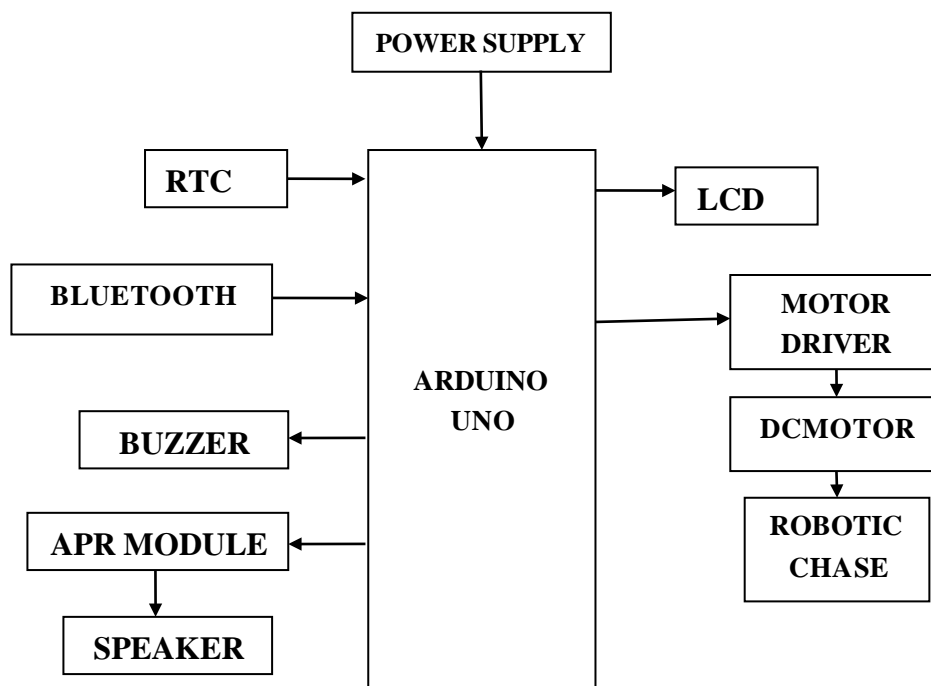 POWER SUPPLY
RTC
LCD
BLUETOOTH
MOTOR
DRIVER
ARDUINO
UNO
BUZZER
DCMOTOR
APR MODULE
ROBOTIC
CHASE
SPEAKER